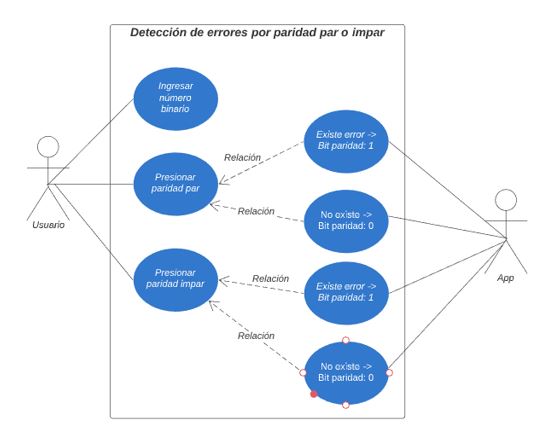 Detección de errores por paridad par o impar
Ingresar
número
binario
Existe error ->
Bit paridad: 1
Relación
Presionar
paridad par
Relación
No existo ->
Bit paridad: 0
Usuario
Presionar
paridad impar
Relación
Existe error ->
Bit paridad: 1
App
Relación
No existo ->
Bit paridad: 0